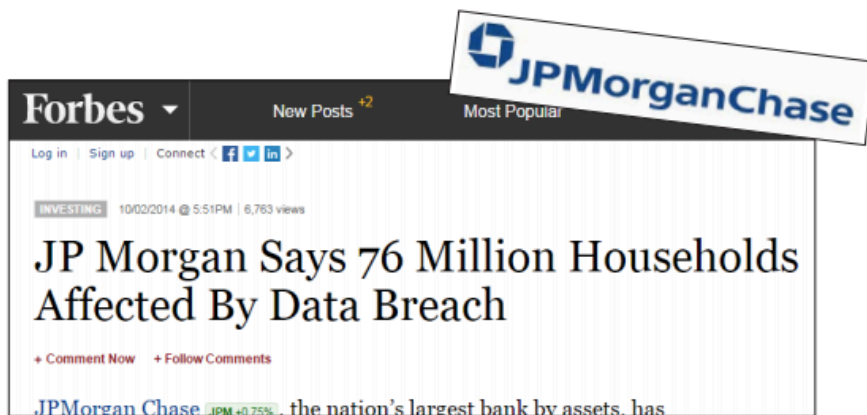 JPMorganChase
Forbes
New Posts +2
Most Popular
Log in | Sign up | Connect
INVESTING 10/02/2014 @ 5:51PM | 6,763 views
JP Morgan Says 76 Million Households
Affected By Data Breach
+ Comment Now + Follow Comments
JPMorgan Chase JPM +0.75% , the nation's largest bank by assets, has